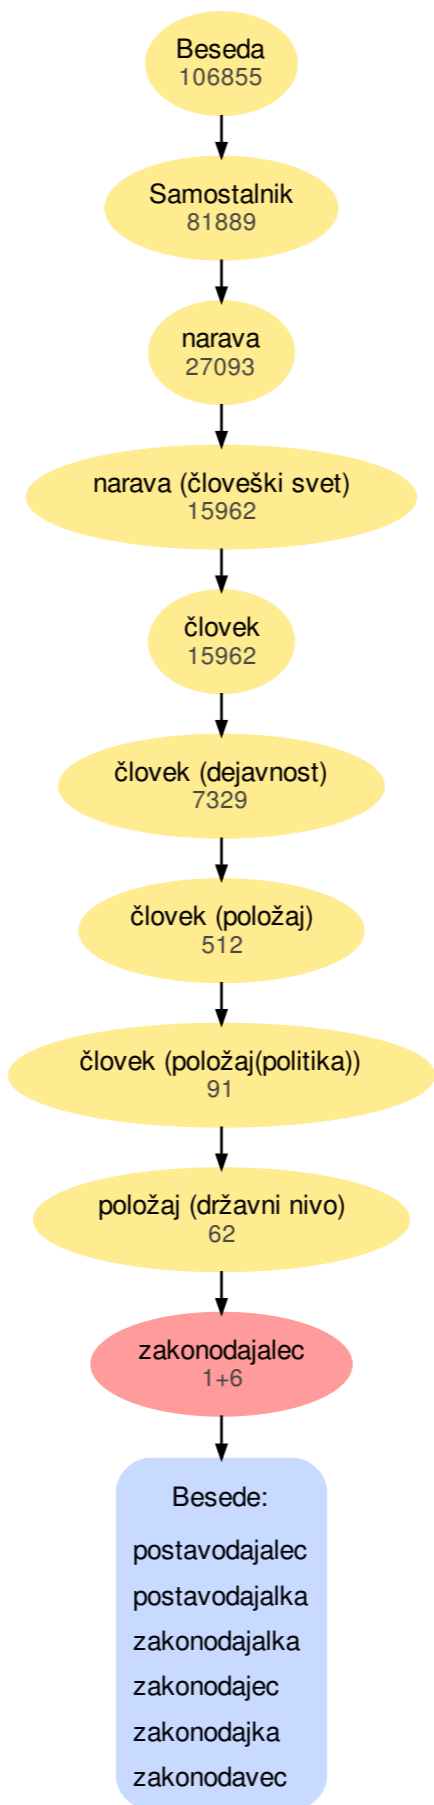 Beseda
106855
Samostalnik
81889
narava
27093
narava (človeški svet)
15962
človek
15962
človek (dejavnost)
7329
človek (položaj)
512
človek (položaj(politika))
91
položaj (državni nivo)
62
zakonodajalec
1+6
Besede:
postavodajalec
postavodajalka
zakonodajalka
zakonodajec
zakonodajka
zakonodavec